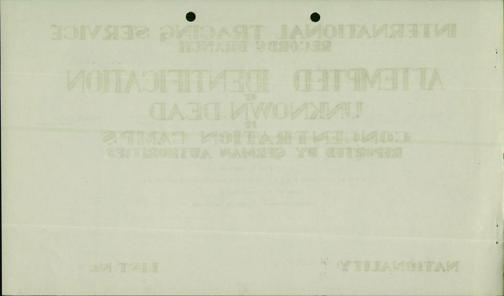 INTERNATIONAL TRACING SERVICE
RECORDS BRANCH
ATTEMPTED IDENTIFICATION
OF
UNKNOWN DEAD
IN
CONCENTRATION CAMPS
REPORTED BY GERMAN AUTHORITIES
NATIONALITY:
LIST No.